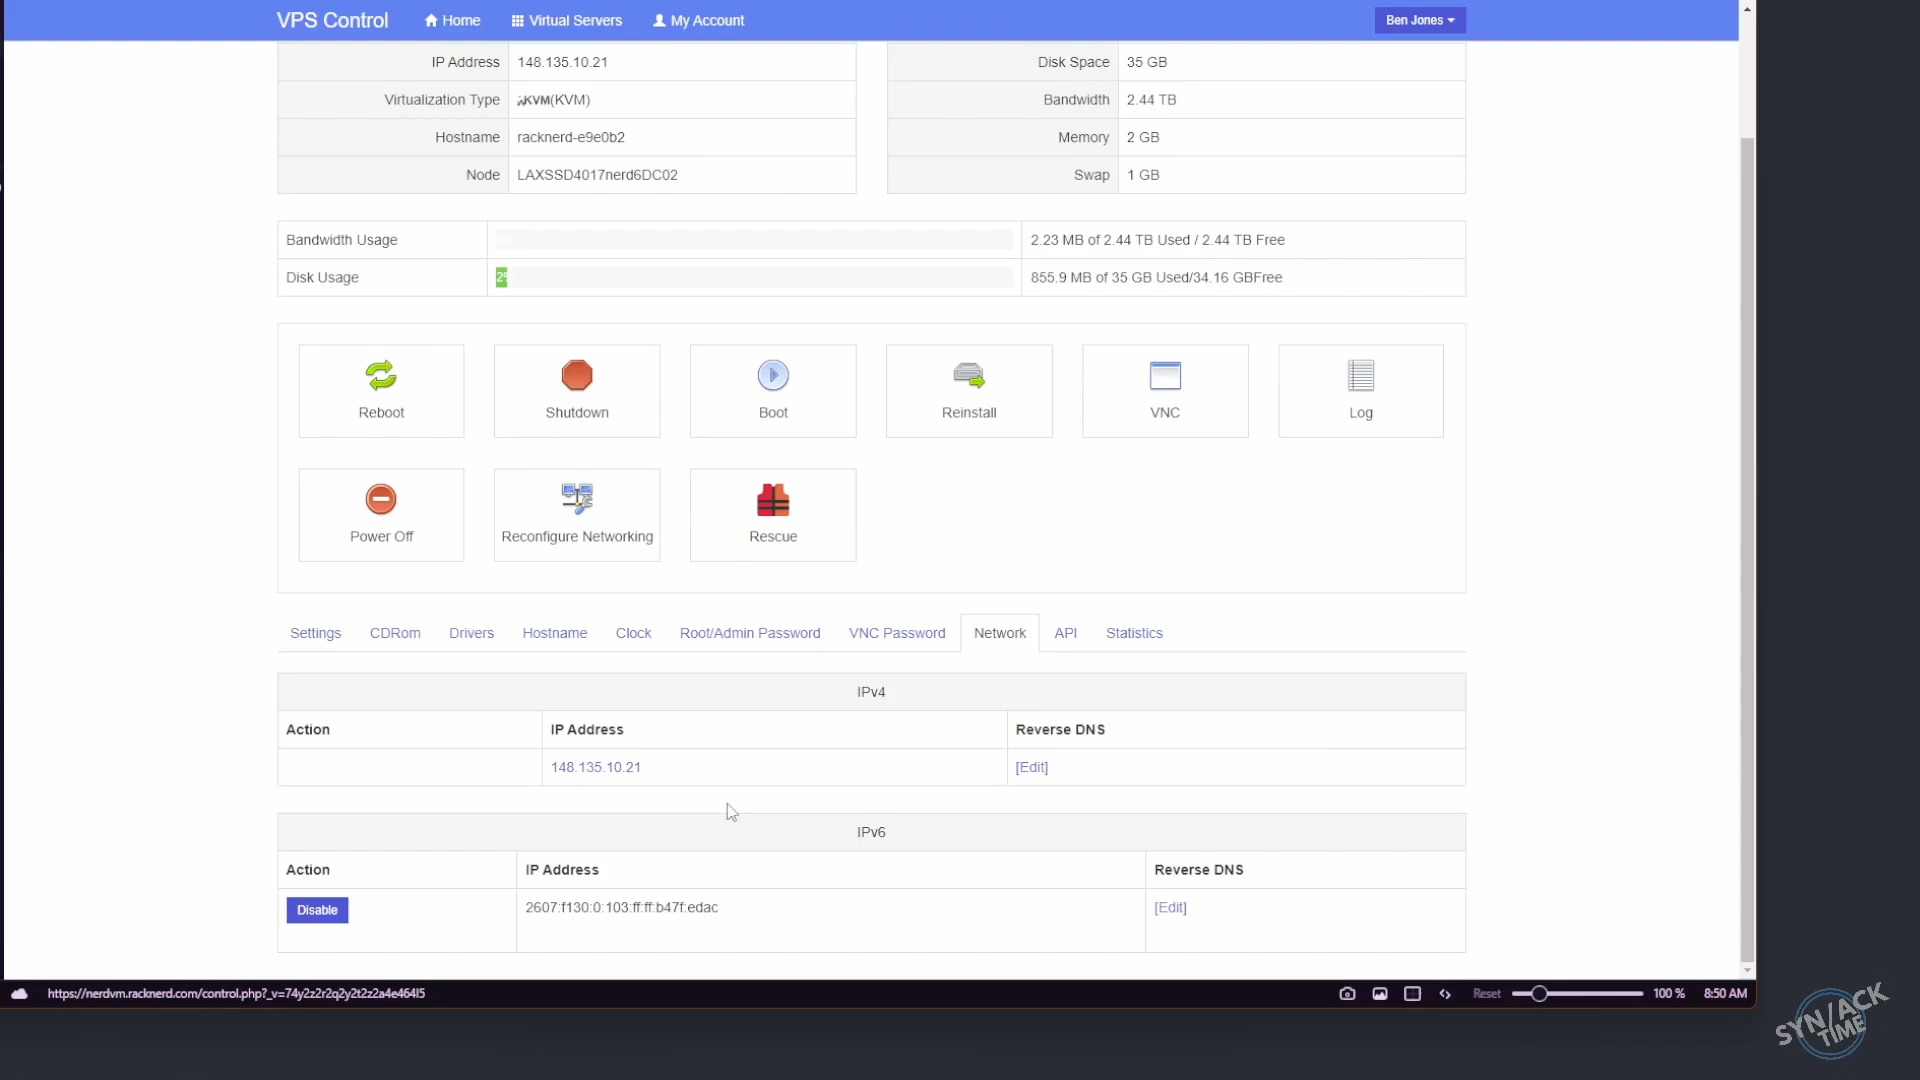 VPS Control Home Virtual Servers My Account Ben Jones
IP Address 148.135.10.21 Disk Space 35 GB
Virtualization Type KVM(KVM) Bandwidth 2.44 TB
Hostname racknerd-e9e0b2 Memory 2 GB
Node LAXSSD4017nerd6DC02 Swap 1 GB
Bandwidth Usage 2.23 MB of 2.44 TB Used / 2.44 TB Free
Disk Usage 2% 855.9 MB of 35 GB Used/34.16 GBFree
Reboot Shutdown Boot Reinstall VNC Log
Power Off Reconfigure Networking Rescue
Settings CDRom Drivers Hostname Clock Root/Admin Password VNC Password Network API Statistics
IPv4
Action IP Address Reverse DNS
148.135.10.21 [Edit]
IPv6
Action IP Address Reverse DNS
Disable 2607:f130:0:103:ff:ff:b47f:edac [Edit]
https://nerdvm.racknerd.com/control.php?_v=74y2z2r2q2y2t2z2a4e464l5 Reset 100 % 8:50 AM
SYN/ACK
TIME